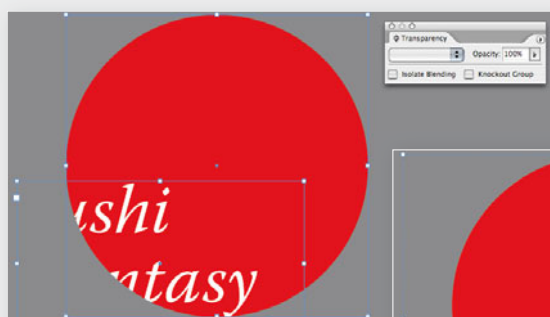 Transparency
Opacity: 100%
Isolate Blending Knockout Group
ushi
ntasy